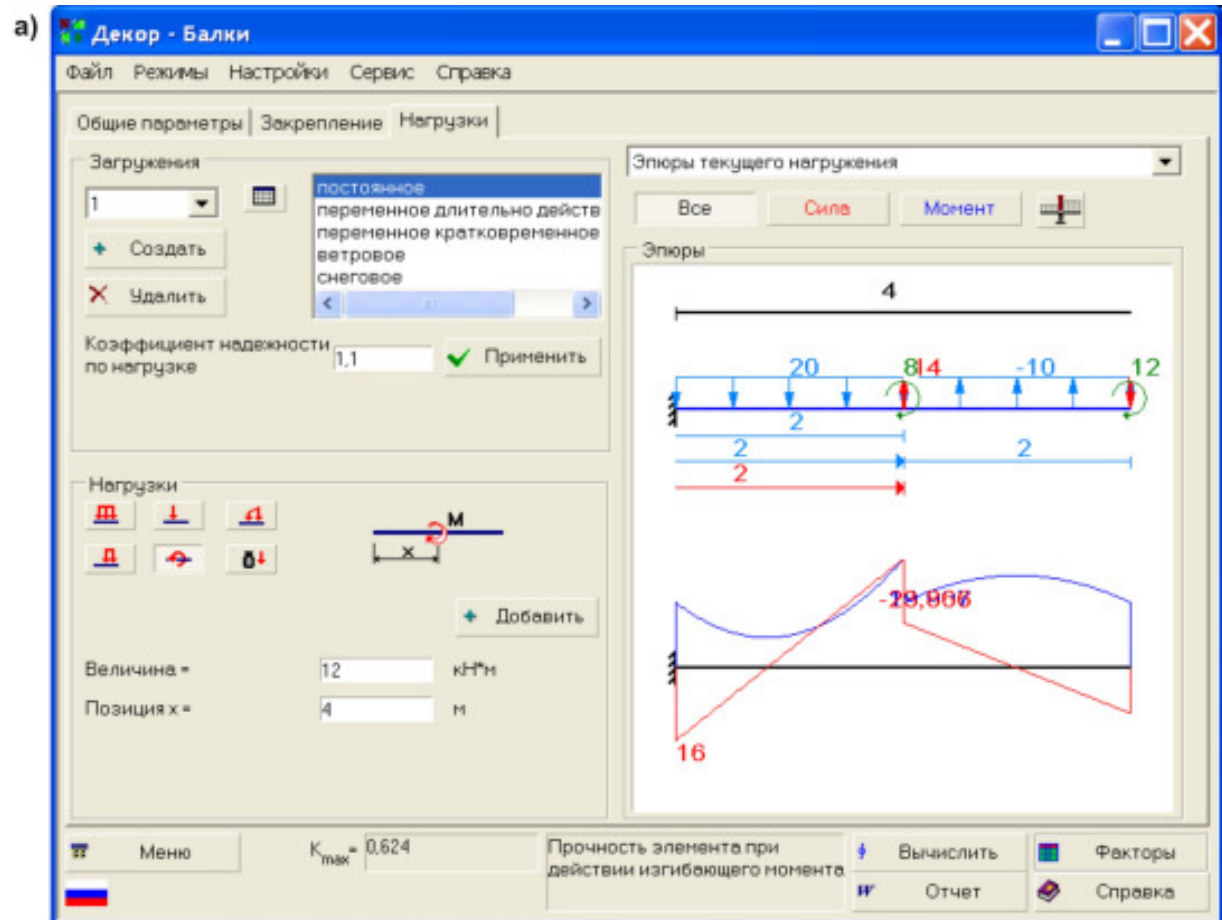 а)
Декор - Балки
Файл Режимы Настройки Сервис Справка
Общие параметры Закрепление Нагрузки
Загружения
1
Создать
Удалить
постоянное
переменное длительно действ
переменное кратковременное
ветровое
снеговое
Коэффициент надежности
по нагрузке
1,1
Применить
Нагрузки
M
x
Добавить
Величина = 12 кН*м
Позиция x = 4 м
Эпюры текущего нагружения
Все Сила Момент
Эпюры
4
20 8 14 -10 12
2
2 2
2
16
Меню
Kmax= 0,624
Прочность элемента при
действии изгибающего момента
Вычислить Факторы
Отчет Справка